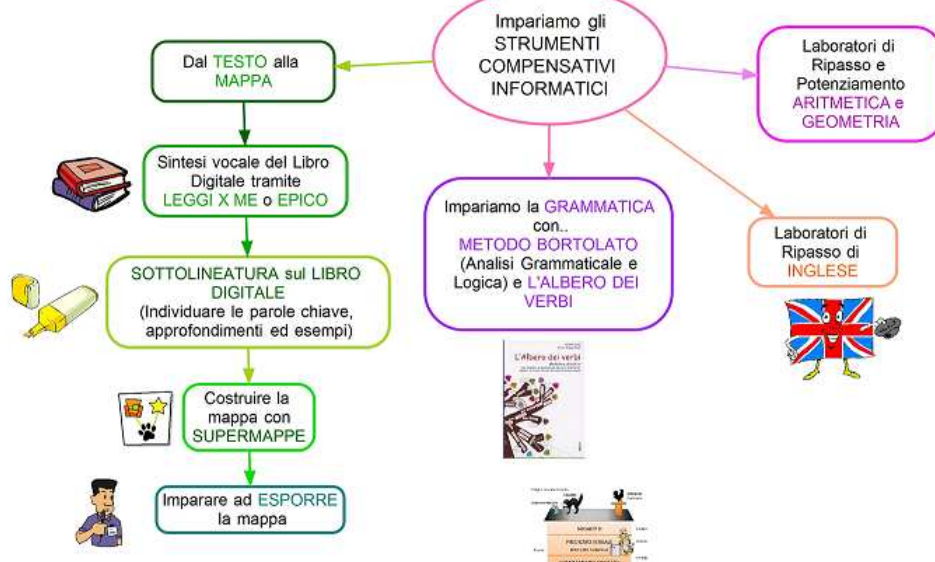 Impariamo gli
STRUMENTI
COMPENSATIVI
INFORMATICI
Dal TESTO alla
MAPPA
Sintesi vocale del Libro
Digitale tramite
LEGGI X ME o EPICO
SOTTOLINEATURA sul LIBRO
DIGITALE
(Individuare le parole chiave,
approfondimenti ed esempi)
Costruire la
mappa con
SUPERMAPPE
Imparare ad ESPORRE
la mappa
Impariamo la GRAMMATICA
con..
METODO BORTOLATO
(Analisi Grammaticale e
Logica) e L'ALBERO DEI
VERBI
L'Albero dei verbi
Laboratori di
Ripasso e
Potenziamento
ARITMETICA e
GEOMETRIA
Laboratori di
Ripasso di
INGLESE